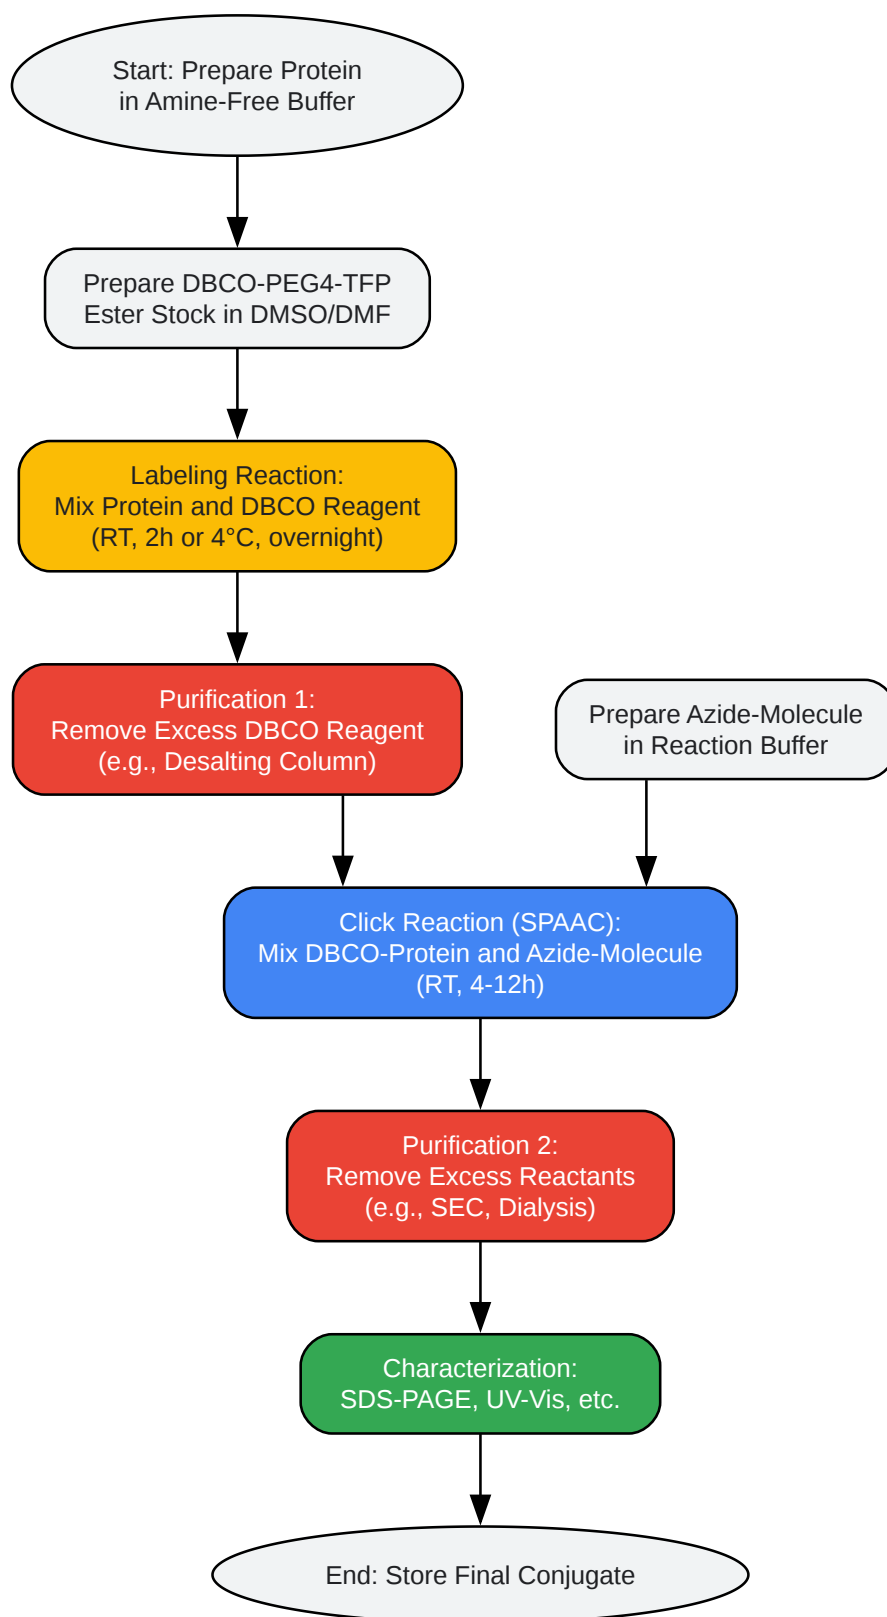 Start: Prepare Protein
in Amine-Free Buffer
Prepare DBCO-PEG4-TFP
Ester Stock in DMSO/DMF
Labeling Reaction:
Mix Protein and DBCO Reagent
(RT, 2h or 4°C, overnight)
Purification 1:
Remove Excess DBCO Reagent
(e.g., Desalting Column)
Prepare Azide-Molecule
in Reaction Buffer
Click Reaction (SPAAC):
Mix DBCO-Protein and Azide-Molecule
(RT, 4-12h)
Purification 2:
Remove Excess Reactants
(e.g., SEC, Dialysis)
Characterization:
SDS-PAGE, UV-Vis, etc.
End: Store Final Conjugate